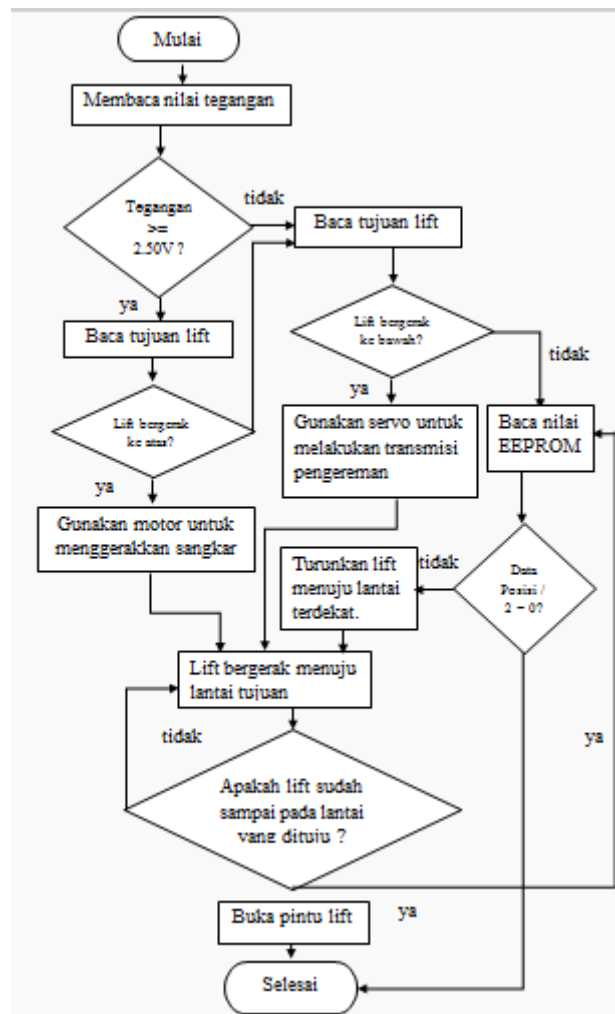 Mulai
Membaca nilai tegangan
Tegangan
>=
2.50V ?
tidak
Baca tujuan lift
ya
Baca tujuan lift
Lift bergerak
ke bawah?
tidak
ya
Lift bergerak
ke atas?
Gunakan servo untuk
melakukan transmisi
pengereman
Baca nilai
EEPROM
ya
Gunakan motor untuk
menggerakkan sangkar
Turunkan lift
menuju lantai
terdekat.
tidak
Data
Posisi /
2 = 0?
Lift bergerak menuju
lantai tujuan
tidak
ya
Apakah lift sudah
sampai pada lantai
yang dituju ?
Buka pintu lift
ya
Selesai